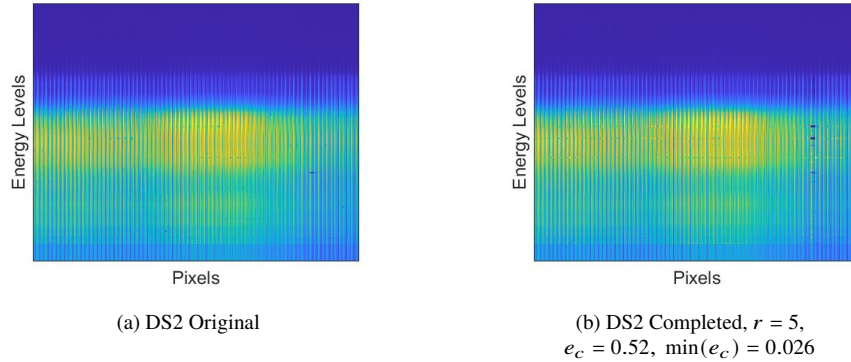 Energy Levels
Pixels
(a) DS2 Original
Energy Levels
Pixels
(b) DS2 Completed, r = 5,
e_c = 0.52, min(e_c) = 0.026